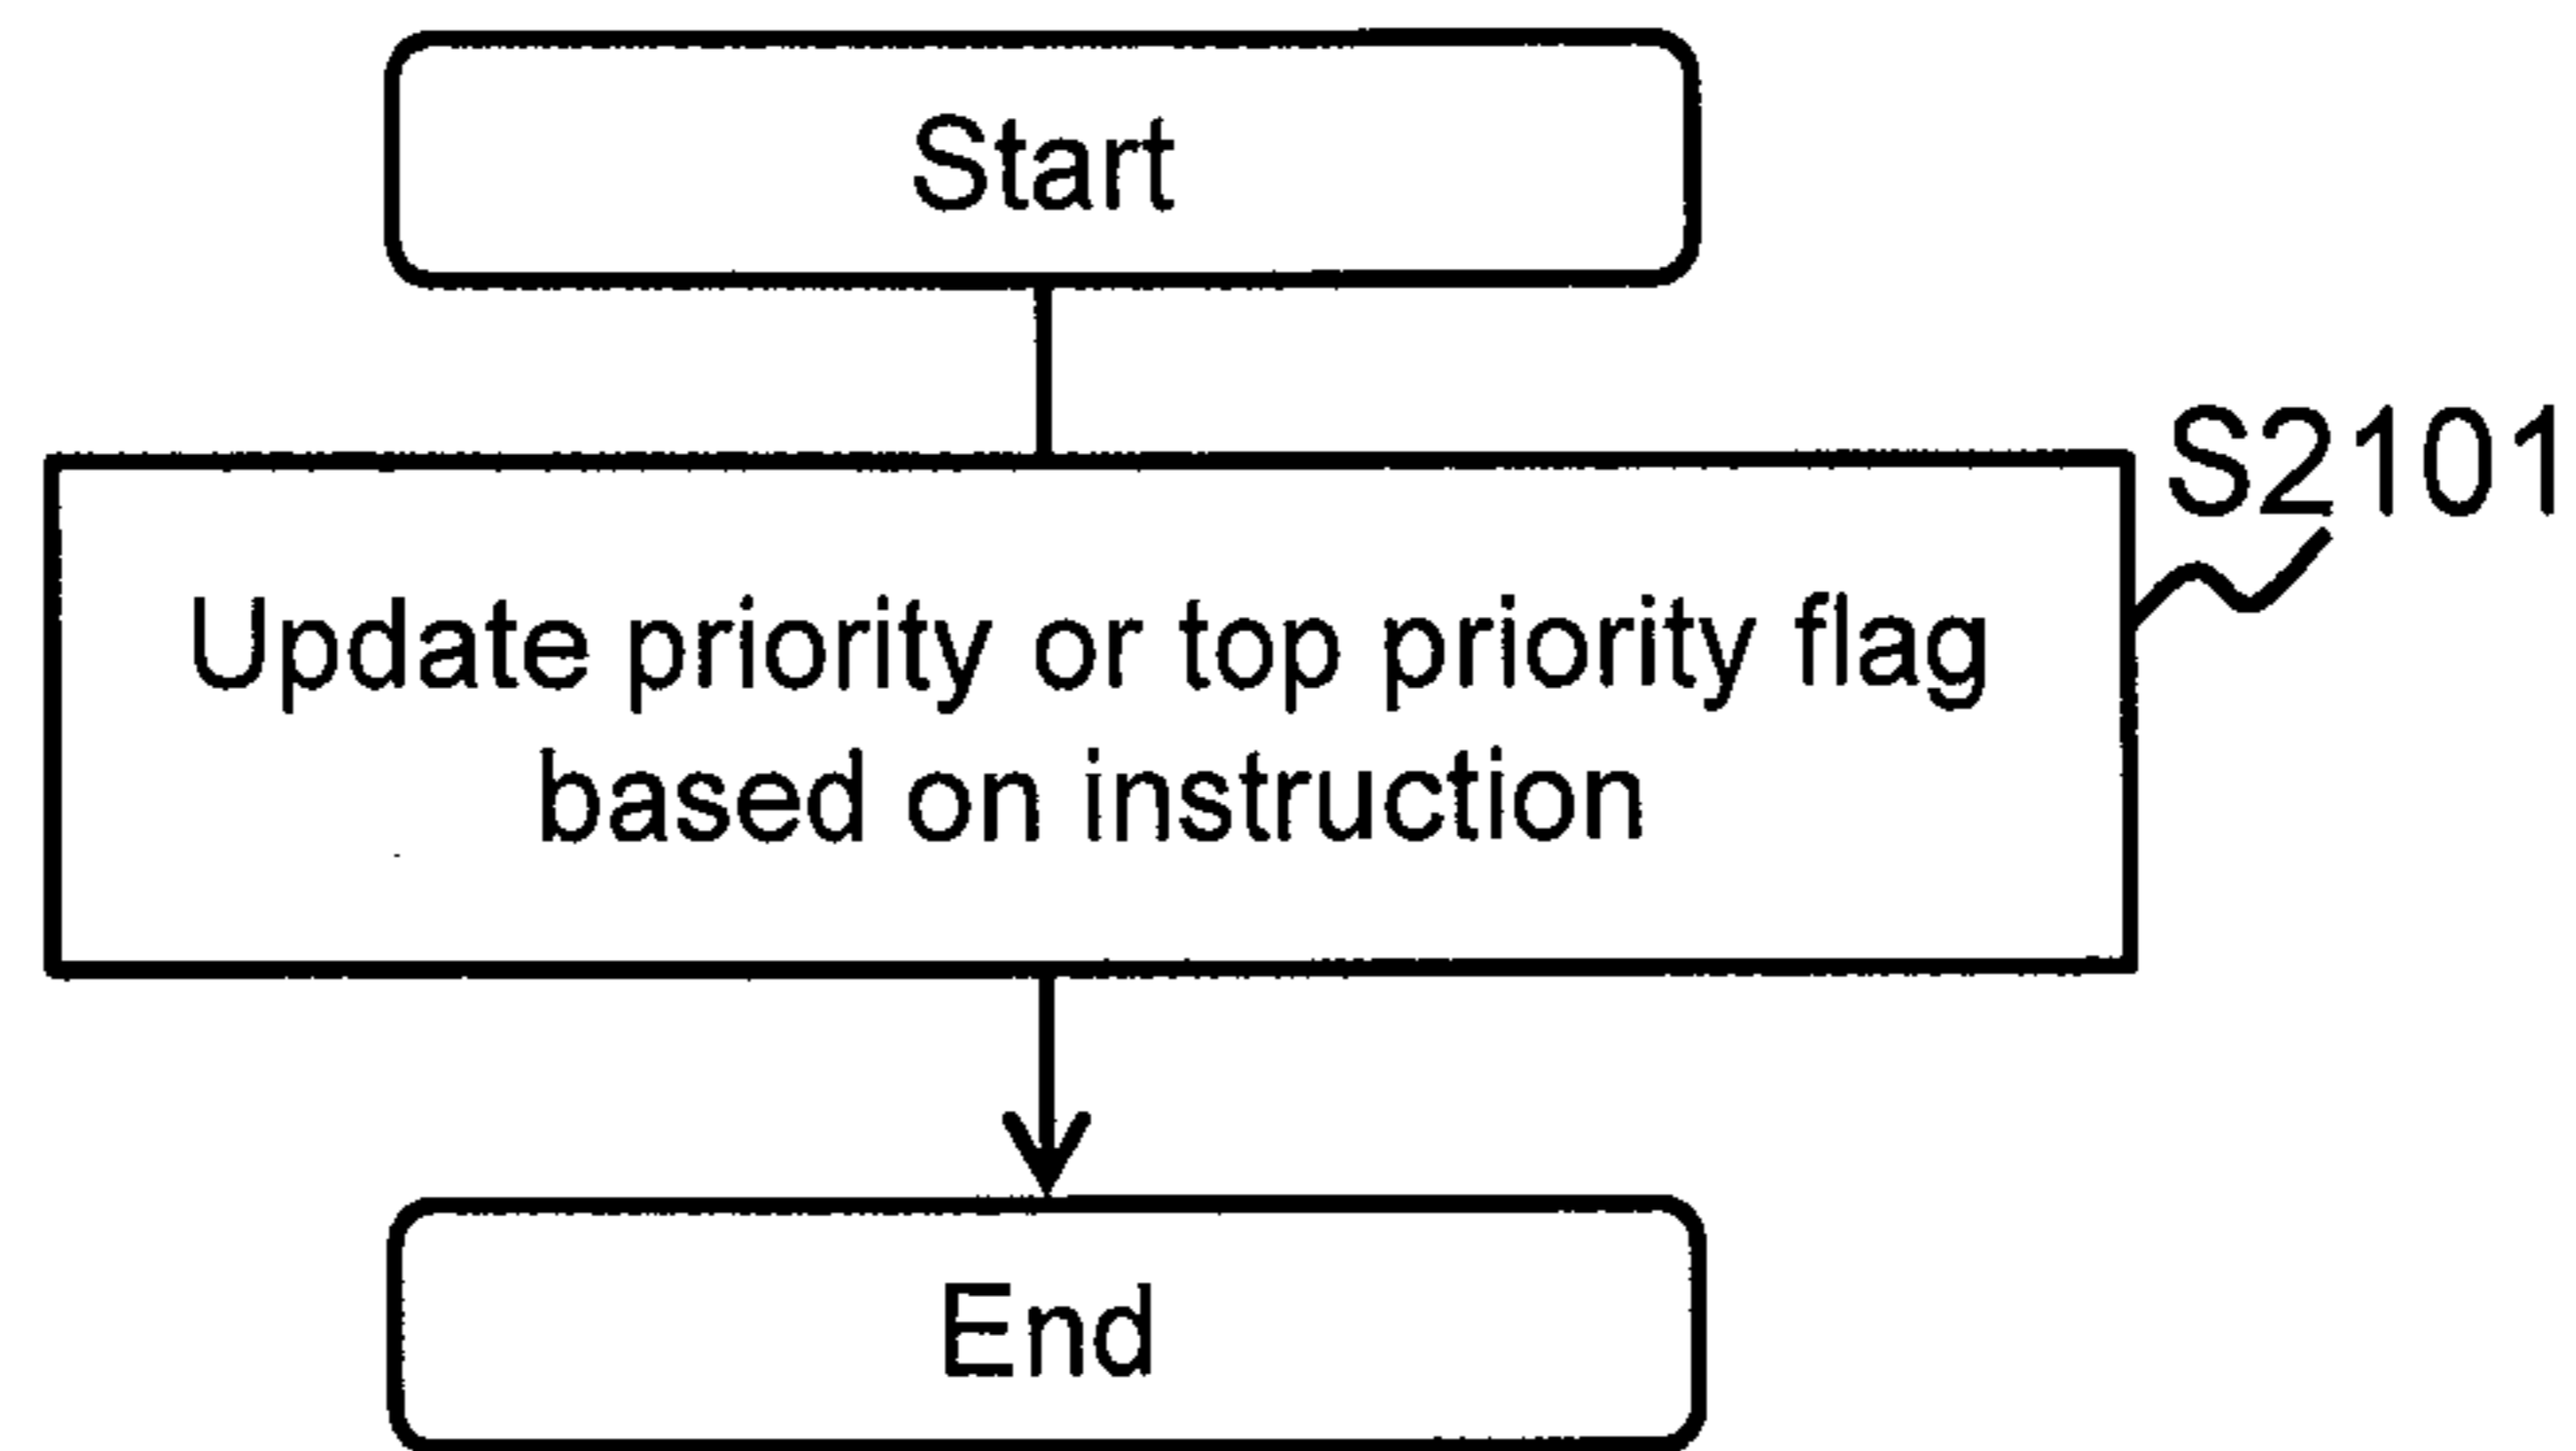 Start
S2101
Update priority or top priority flag
based on instruction
End